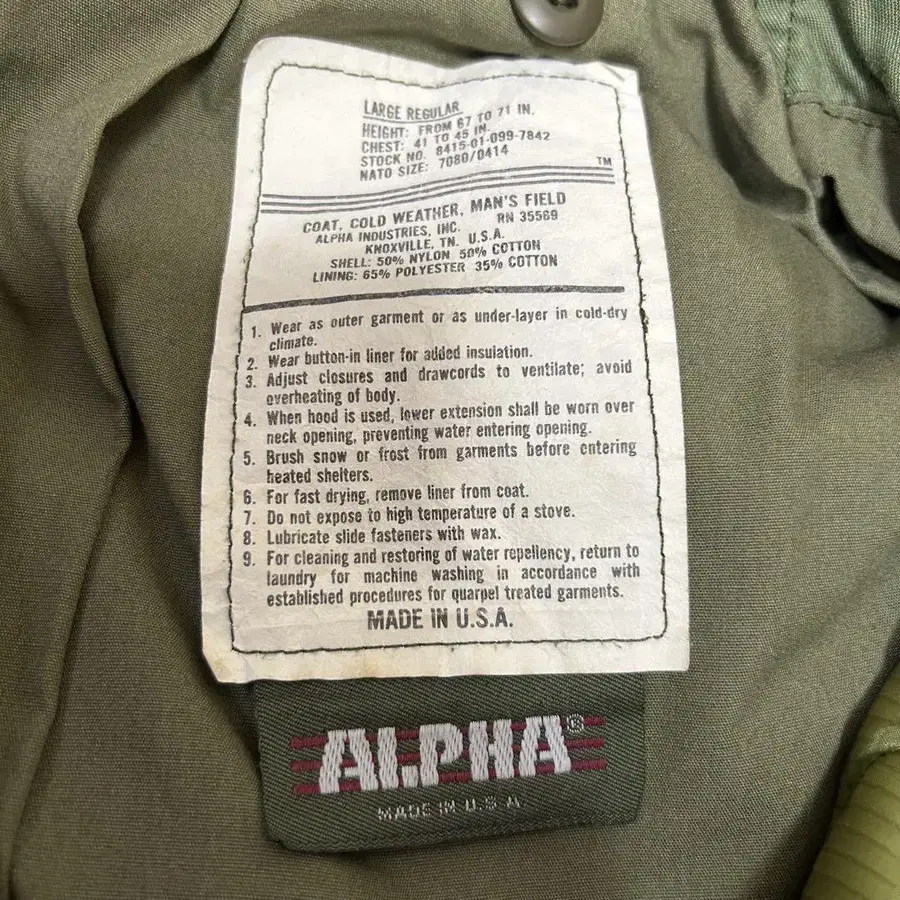 LARGE REGULAR
HEIGHT: FROM 67 TO 71 IN.
CHEST: 41 TO 45 IN.
STOCK NO. 8415-01-099-7842
NATO SIZE: 7080/0414
TM
COAT, COLD WEATHER, MAN'S FIELD
ALPHA INDUSTRIES, INC. RN 35569
KNOXVILLE, TN. U.S.A.
SHELL: 50% NYLON 50% COTTON
LINING: 65% POLYESTER 35% COTTON
1. Wear as outer garment or as under-layer in cold-dry
climate.
2. Wear button-in liner for added insulation.
3. Adjust closures and drawcords to ventilate; avoid
overheating of body.
4. When hood is used, lower extension shall be worn over
neck opening, preventing water entering opening.
5. Brush snow or frost from garments before entering
heated shelters.
6. For fast drying, remove liner from coat.
7. Do not expose to high temperature of a stove.
8. Lubricate slide fasteners with wax.
9. For cleaning and restoring of water repellency, return to
laundry for machine washing in accordance with
established procedures for quarpel treated garments.
MADE IN U.S.A.
ALPHA®
MADE IN U.S.A